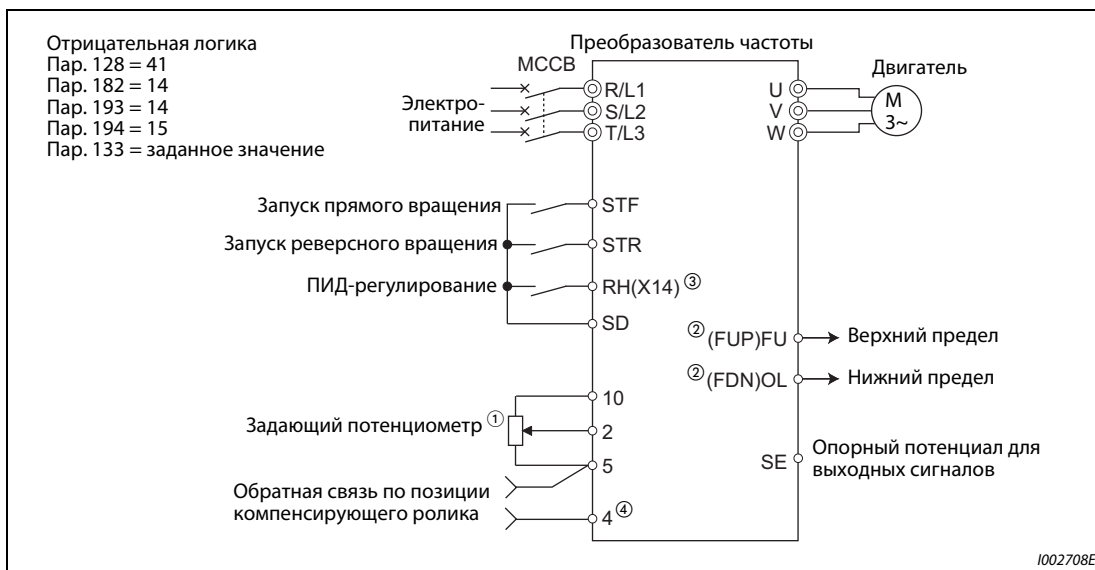 Отрицательная логика
Пар. 128 = 41
Пар. 182 = 14
Пар. 193 = 14
Пар. 194 = 15
Пар. 133 = заданное значение
Преобразователь частоты
MCCB
Двигатель
Электро-
питание
R/L1
S/L2
T/L3
U
V
W
M
3~
Запуск прямого вращения
STF
Запуск реверсного вращения
STR
ПИД-регулирование
RH(X14) ③
SD
② (FUP)FU
Верхний предел
② (FDN)OL
Нижний предел
10
Задающий потенциометр ①
2
5
SE
Опорный потенциал для
выходных сигналов
Обратная связь по позиции
компенсирующего ролика
4 ④
I002708E